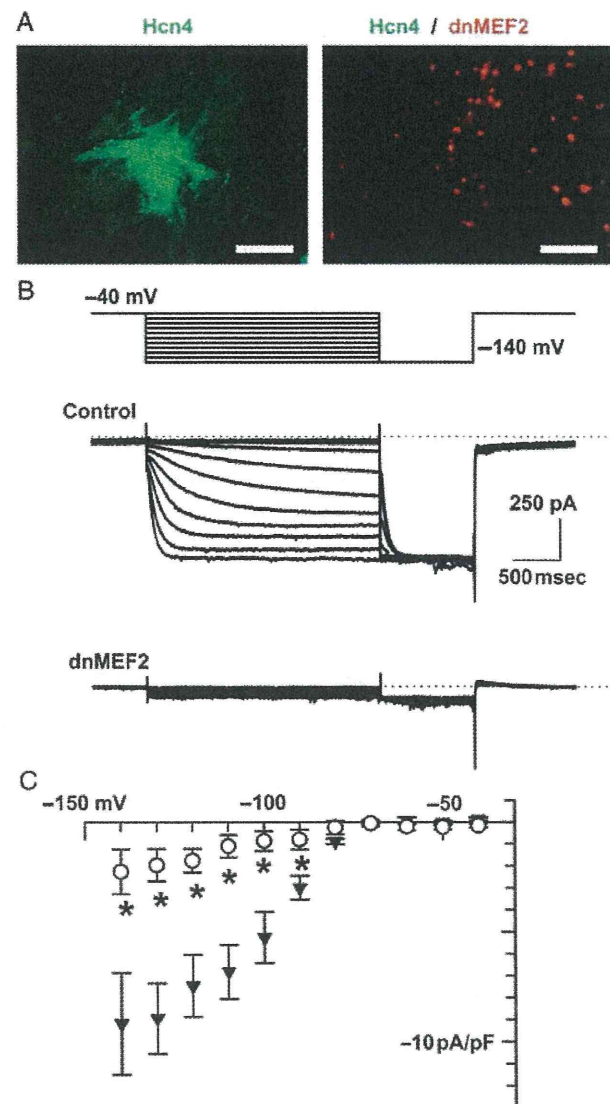 A
Hcn4
Hcn4 / dnMEF2
B
−40 mV
−140 mV
Control
250 pA
500 msec
dnMEF2
C
−150 mV −100 −50
* * * * * *
−10 pA/pF